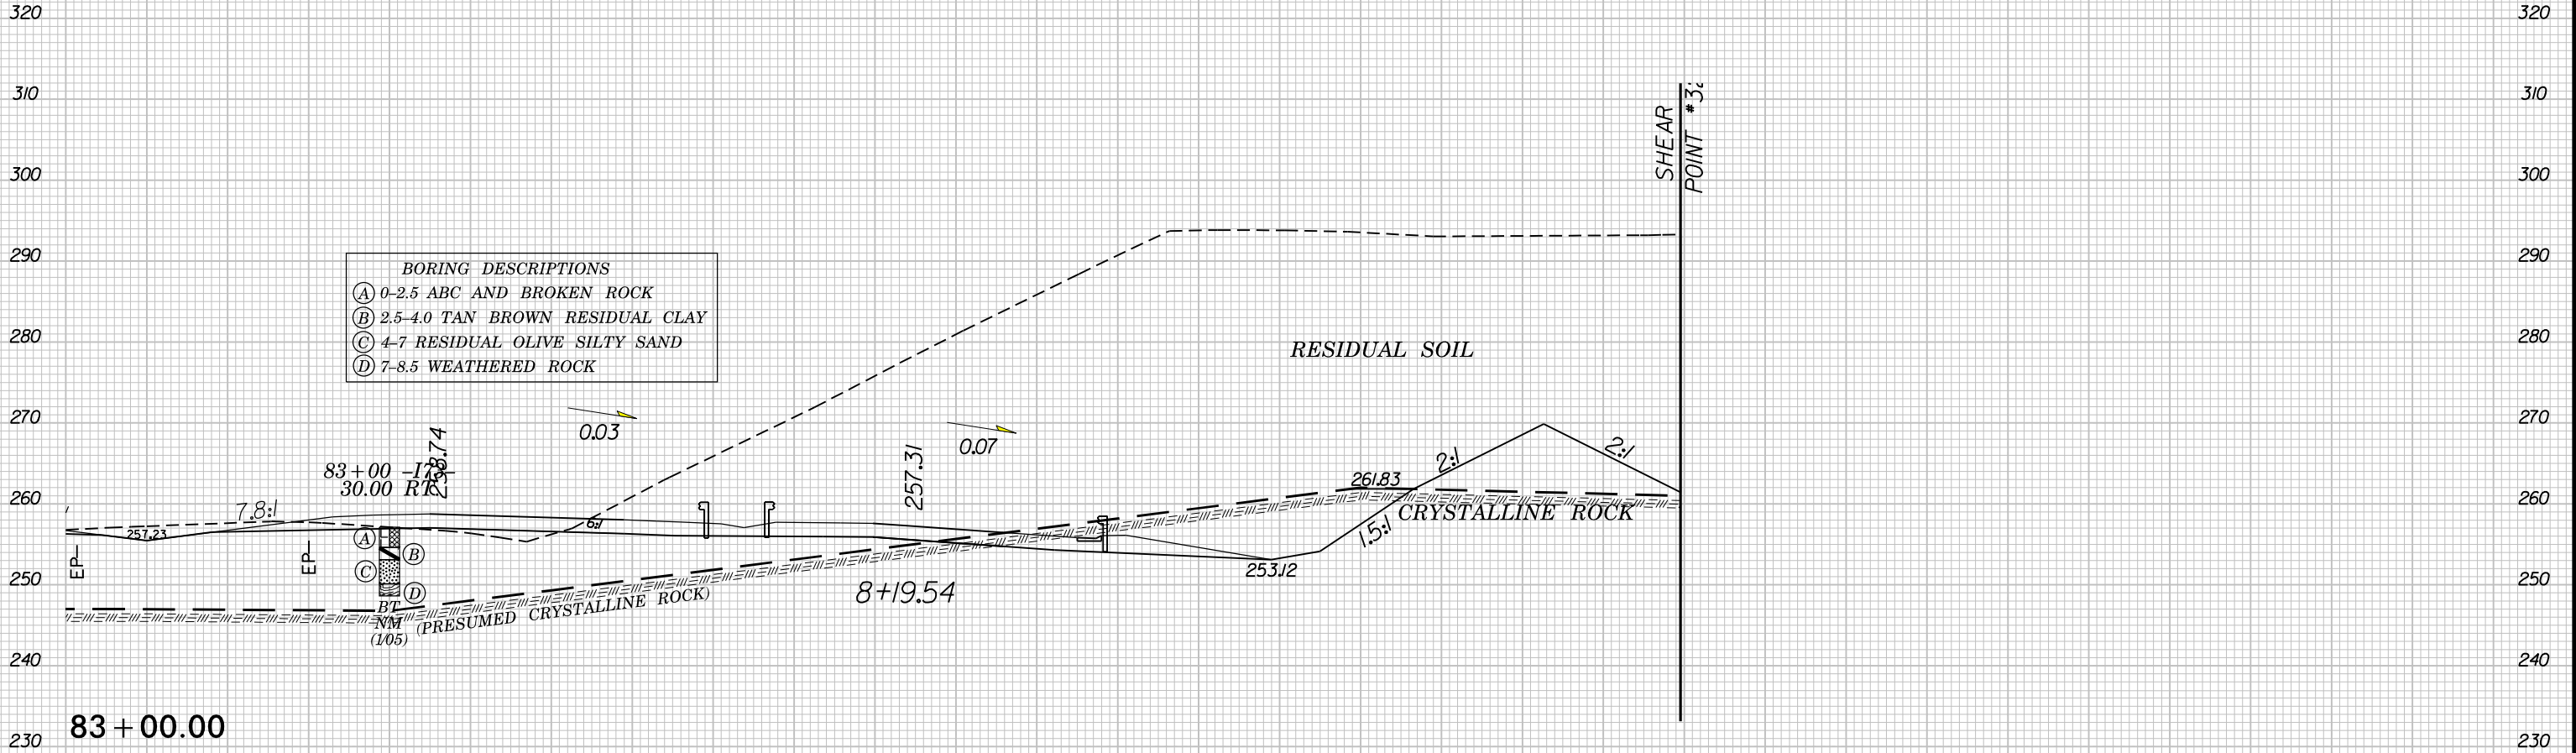 320
320
310
310
SHEAR
POINT #32
300
300
290
290
BORING DESCRIPTIONS
A 0-2.5 ABC AND BROKEN ROCK
B 2.5-4.0 TAN BROWN RESIDUAL CLAY
C 4-7 RESIDUAL OLIVE SILTY SAND
D 7-8.5 WEATHERED ROCK
280
280
RESIDUAL SOIL
270
270
0.03
0.07
258.74
257.31
83+00
30.00 RT
2:1
2:1
261.83
260
260
7.8:1
257.23
6:1
CRYSTALLINE ROCK
1.5:1
EP
EP
A
B
C
D
250
250
253.12
8+19.54
BT
NM
(1/05)
(PRESUMED CRYSTALLINE ROCK)
240
240
83+00.00
230
230